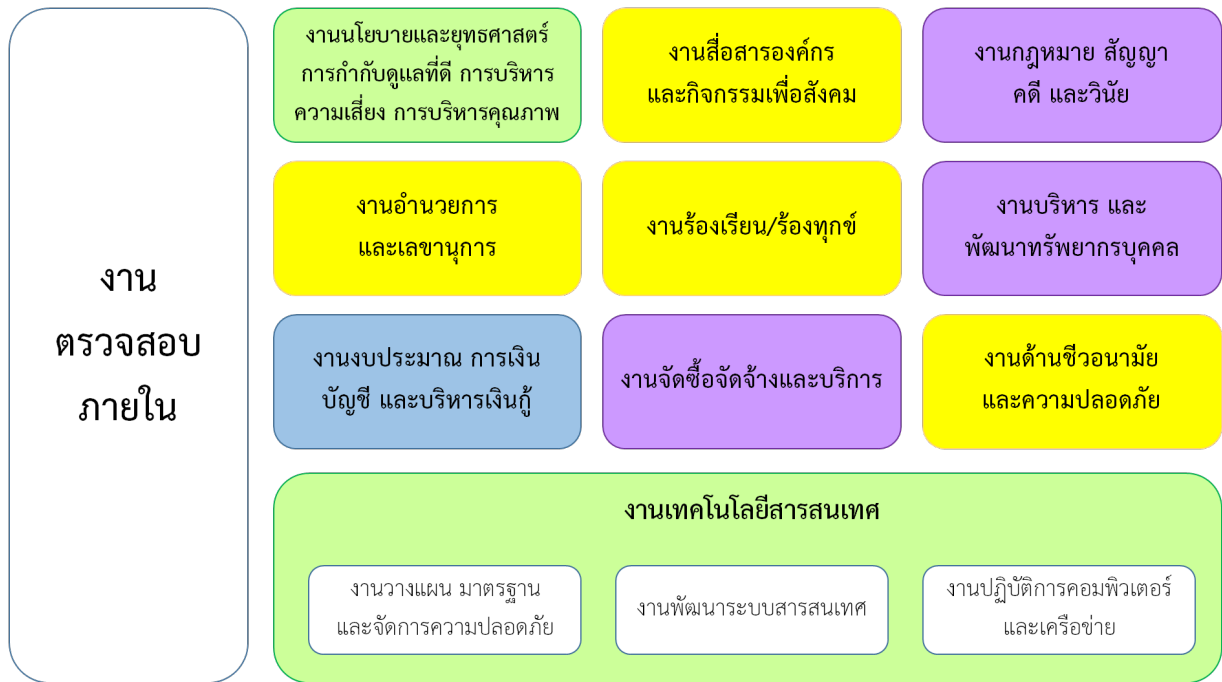 งาน
ตรวจสอบ
ภายใน
งานนโยบายและยุทธศาสตร์
การกำกับดูแลที่ดี การบริหาร
ความเสี่ยง การบริหารคุณภาพ
งานสื่อสารองค์กร
และกิจกรรมเพื่อสังคม
งานกฎหมาย สัญญา
คดี และวินัย
งานอำนวยการ
และเลขานุการ
งานร้องเรียน/ร้องทุกข์
งานบริหาร และ
พัฒนาทรัพยากรบุคคล
งานงบประมาณ การเงิน
บัญชี และบริหารเงินกู้
งานจัดซื้อจัดจ้างและบริการ
งานด้านชีวอนามัย
และความปลอดภัย
งานเทคโนโลยีสารสนเทศ
งานวางแผน มาตรฐาน
และจัดการความปลอดภัย
งานพัฒนาระบบสารสนเทศ
งานปฏิบัติการคอมพิวเตอร์
และเครือข่าย